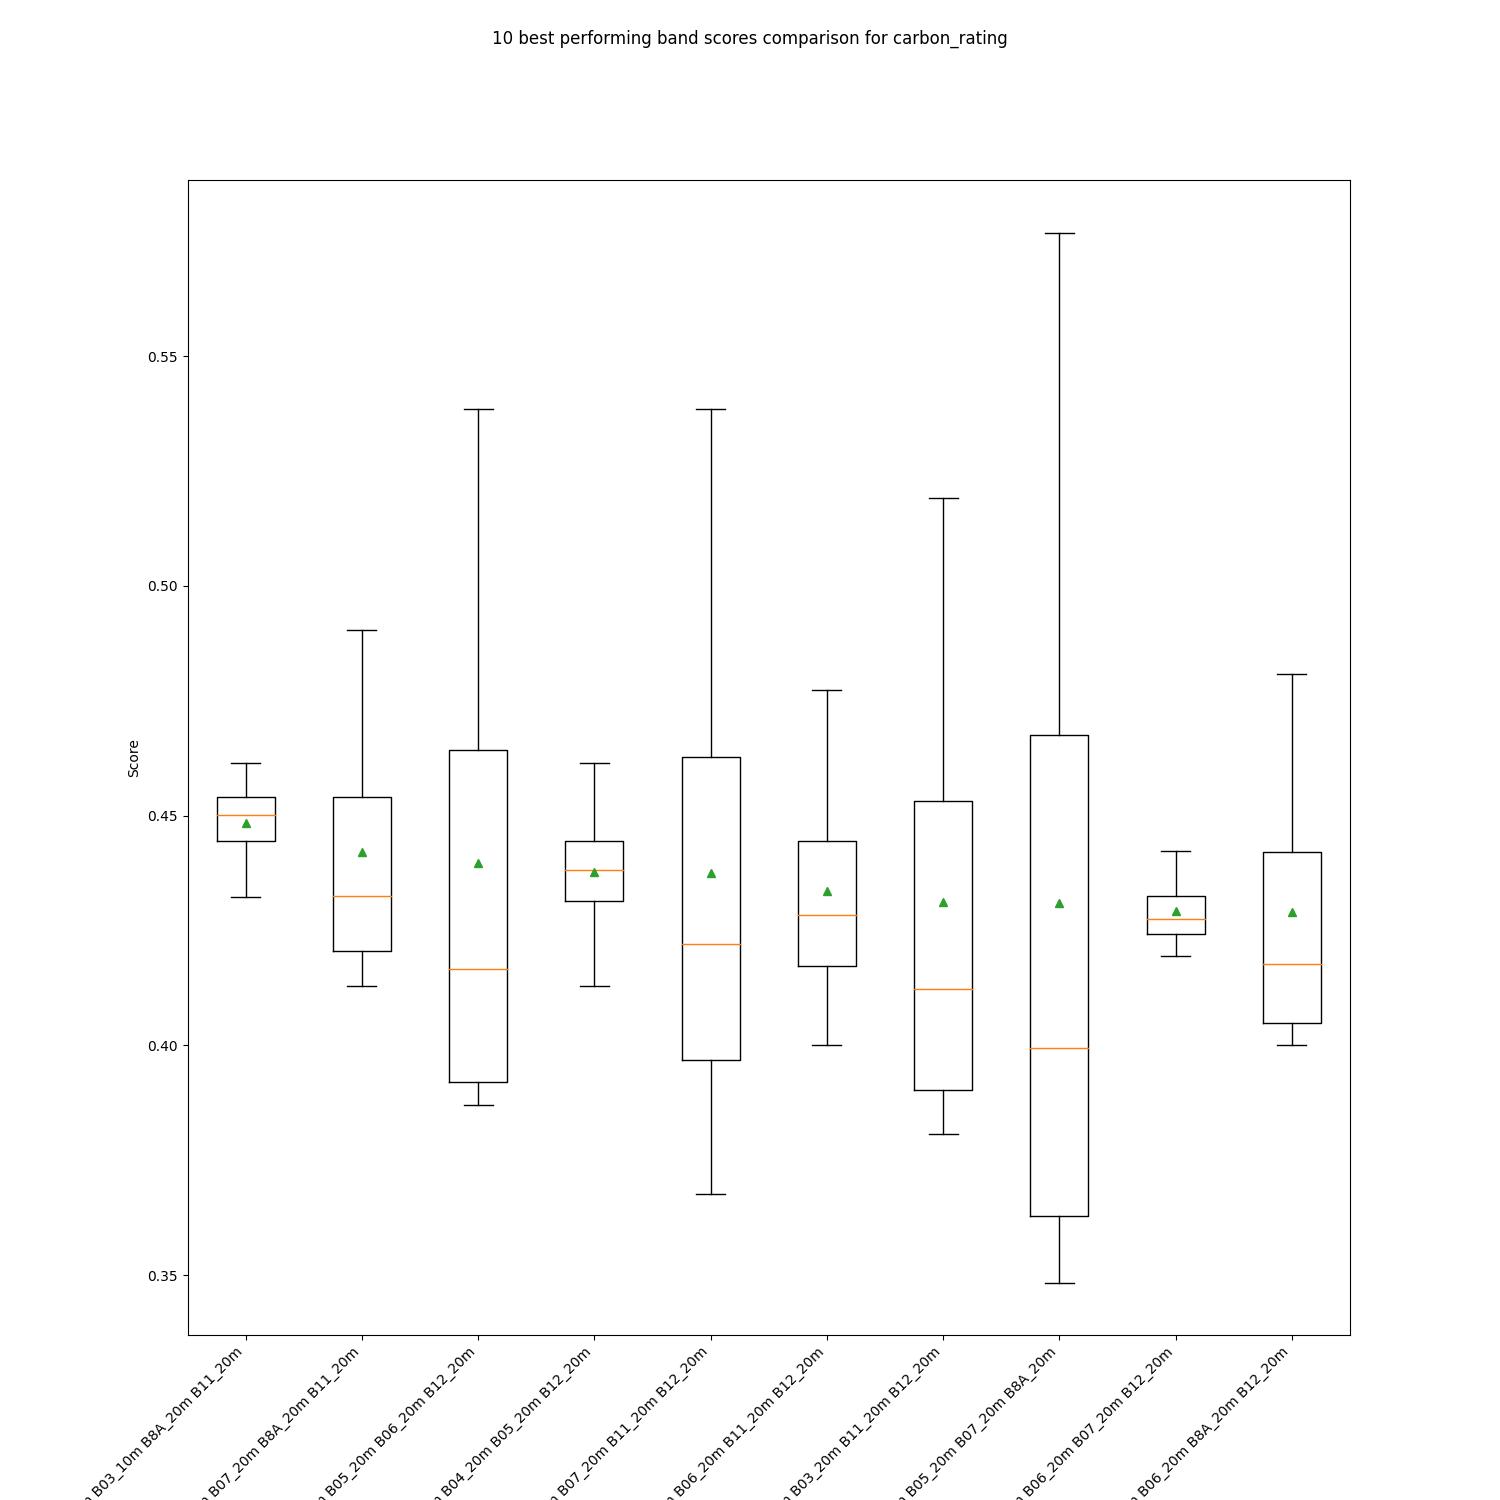 10 best performing band scores comparison for carbon_rating
0.55
0.50
0.45
0.40
0.35
Score
B03_10m B8A_20m B11_20m
B07_20m B8A_20m B11_20m
B05_20m B06_20m B12_20m
B04_20m B05_20m B12_20m
B07_20m B11_20m B12_20m
B06_20m B11_20m B12_20m
B03_20m B11_20m B12_20m
B05_20m B07_20m B8A_20m
B06_20m B07_20m B12_20m
B06_20m B8A_20m B12_20m